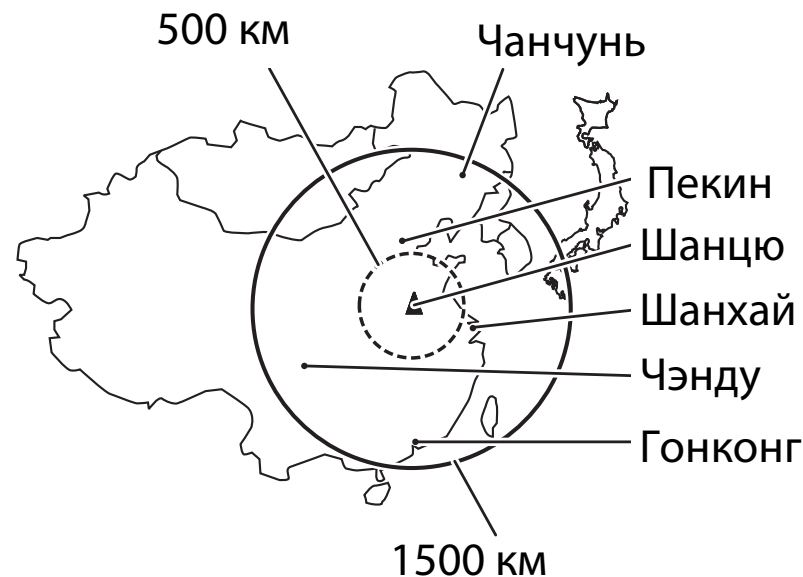 500 км
Чанчунь
Пекин
Шанцю
Шанхай
Чэнду
Гонконг
1500 км